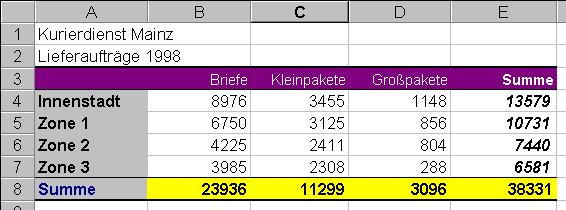 A B C D E
1 Kurierdienst Mainz
2 Lieferaufträge 1998
3 Briefe Kleinpakete Großpakete Summe
4 Innenstadt 8976 3455 1148 13579
5 Zone 1 6750 3125 856 10731
6 Zone 2 4225 2411 804 7440
7 Zone 3 3985 2308 288 6581
8 Summe 23936 11299 3096 38331